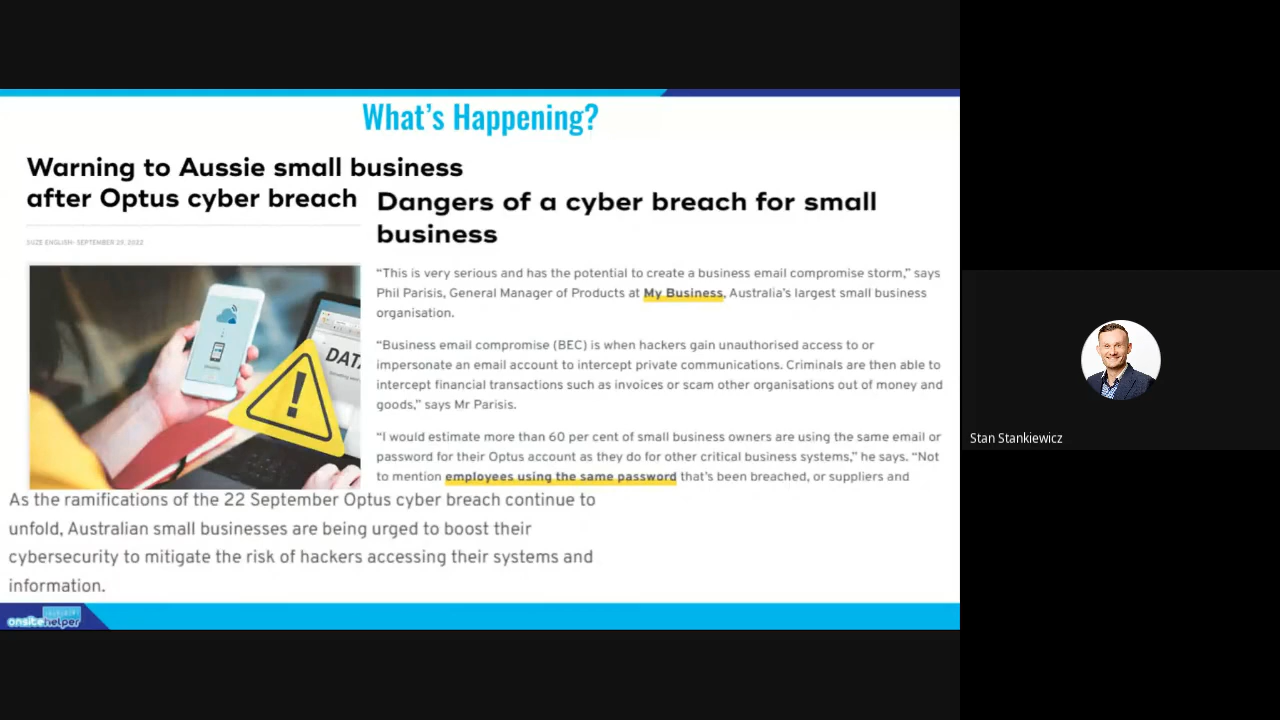 What's Happening?
Warning to Aussie small business
after Optus cyber breach
SUZE ENGLISH- SEPTEMBER 29, 2022
DATA
Dangers of a cyber breach for small
business
“This is very serious and has the potential to create a business email compromise storm,” says
Phil Parisis, General Manager of Products at My Business, Australia's largest small business
organisation.
“Business email compromise (BEC) is when hackers gain unauthorised access to or
impersonate an email account to intercept private communications. Criminals are then able to
intercept financial transactions such as invoices or scam other organisations out of money and
goods,” says Mr Parisis.
“I would estimate more than 60 per cent of small business owners are using the same email or
password for their Optus account as they do for other critical business systems,” he says. “Not
to mention employees using the same password that's been breached, or suppliers and
As the ramifications of the 22 September Optus cyber breach continue to
unfold, Australian small businesses are being urged to boost their
cybersecurity to mitigate the risk of hackers accessing their systems and
information.
onsitehelper
Stan Stankiewicz